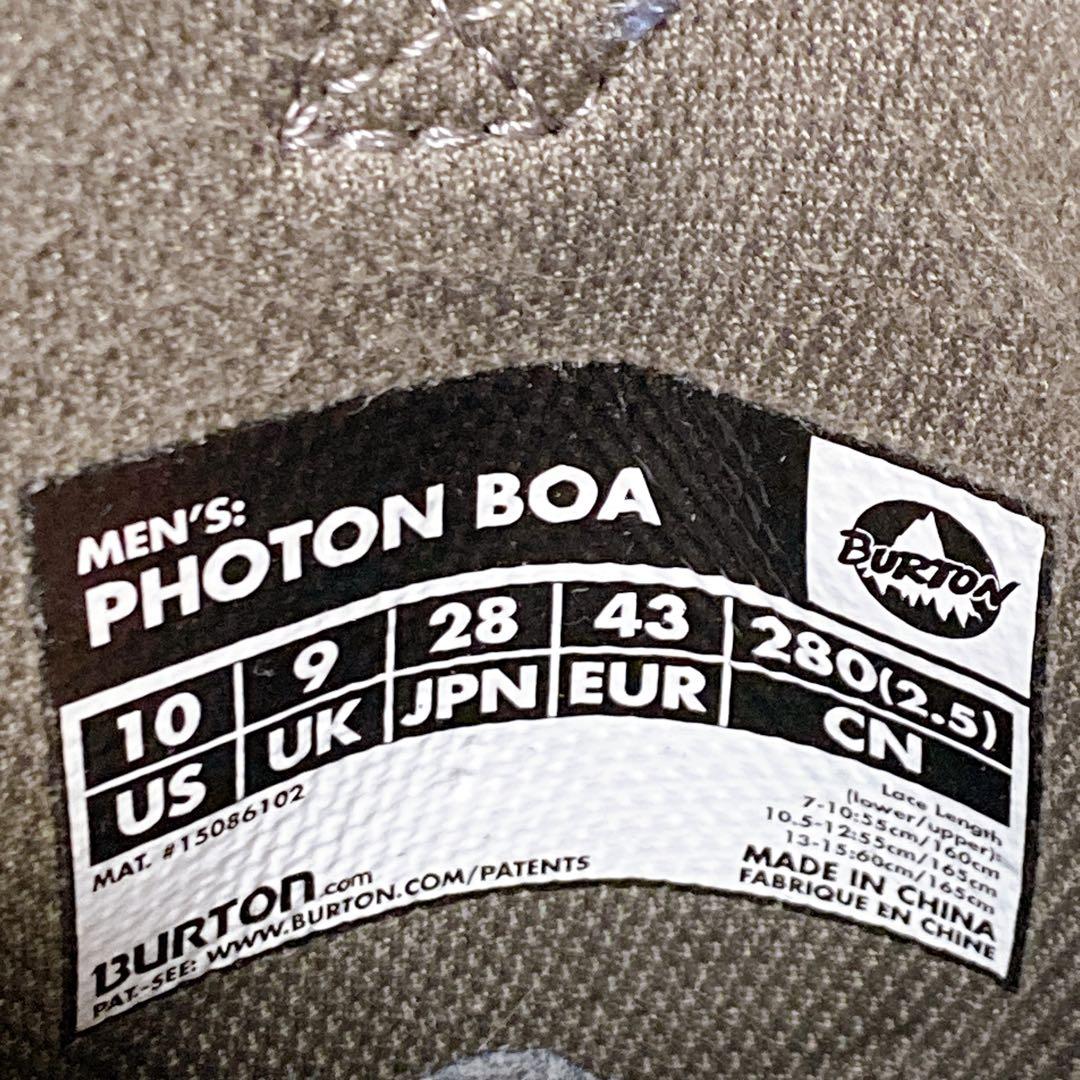 MEN'S:
PHOTON BOA
BURTON
10 9 28 43 280(2.5)
US UK JPN EUR CN
MAT. #15086102
Lace Length
(lower/upper):
7-10:55cm/160cm
10.5-12:55cm/165cm
13-15:60cm/165cm
BURTON.com
PAT.-SEE: WWW.BURTON.COM/PATENTS
MADE IN CHINA
FABRIQUE EN CHINE